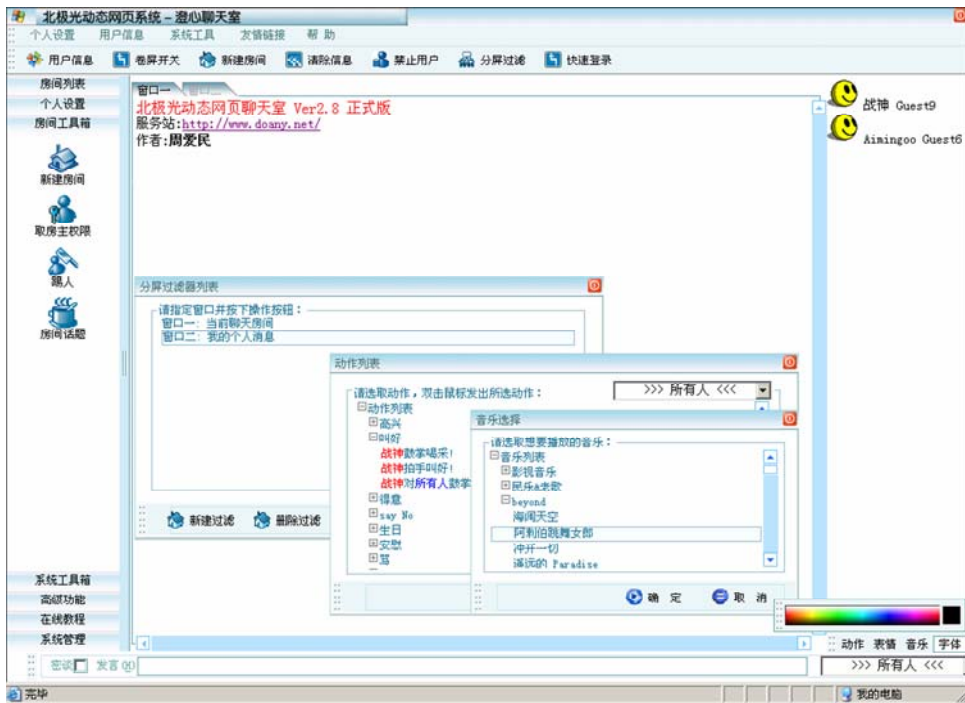 北极光动态网页系统 - 澄心聊天室
个人设置 用户信息 系统工具 友情链接 帮 助
用户信息 卷屏开关 新建房间 清除信息 禁止用户 分屏过滤 快速登录
房间列表
个人设置
房间工具箱
新建房间
取房主权限
踢人
房间话题
系统工具箱
高级功能
在线教程
系统管理
窗口一 窗口二
北极光动态网页聊天室 Ver2.8 正式版
服务站:http://www.doany.net/
作者:周爱民
战神 Guest9
Aimingoo Guest6
分屏过滤器列表
请指定窗口并按下操作按钮：
窗口一: 当前聊天房间
窗口二: 我的个人消息
新建过滤 删除过滤
动作列表
请选取动作，双击鼠标发出所选动作：
>>> 所有人 <<<
动作列表
高兴
叫好
战神鼓掌喝采!
战神拍手叫好!
战神对所有人鼓掌
得意
say No
生日
安慰
骂
音乐选择
请选取想要播放的音乐：
音乐列表
影视音乐
民乐&老歌
beyond
海阔天空
阿利伯跳舞女郎
冲开一切
遥远的 Paradise
确 定 取 消
动作 表情 音乐 字体
密谈 发言(M)
>>> 所有人 <<<
完毕
我的电脑